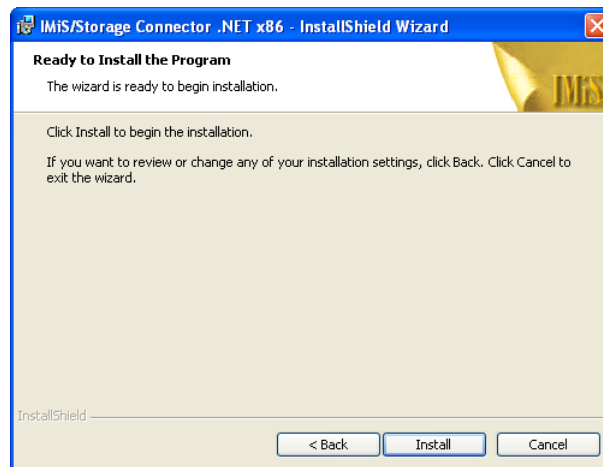 IMiS/Storage Connector .NET x86 - InstallShield Wizard
Ready to Install the Program
The wizard is ready to begin installation.
IMiS
Click Install to begin the installation.
If you want to review or change any of your installation settings, click Back. Click Cancel to
exit the wizard.
InstallShield
< Back
Install
Cancel